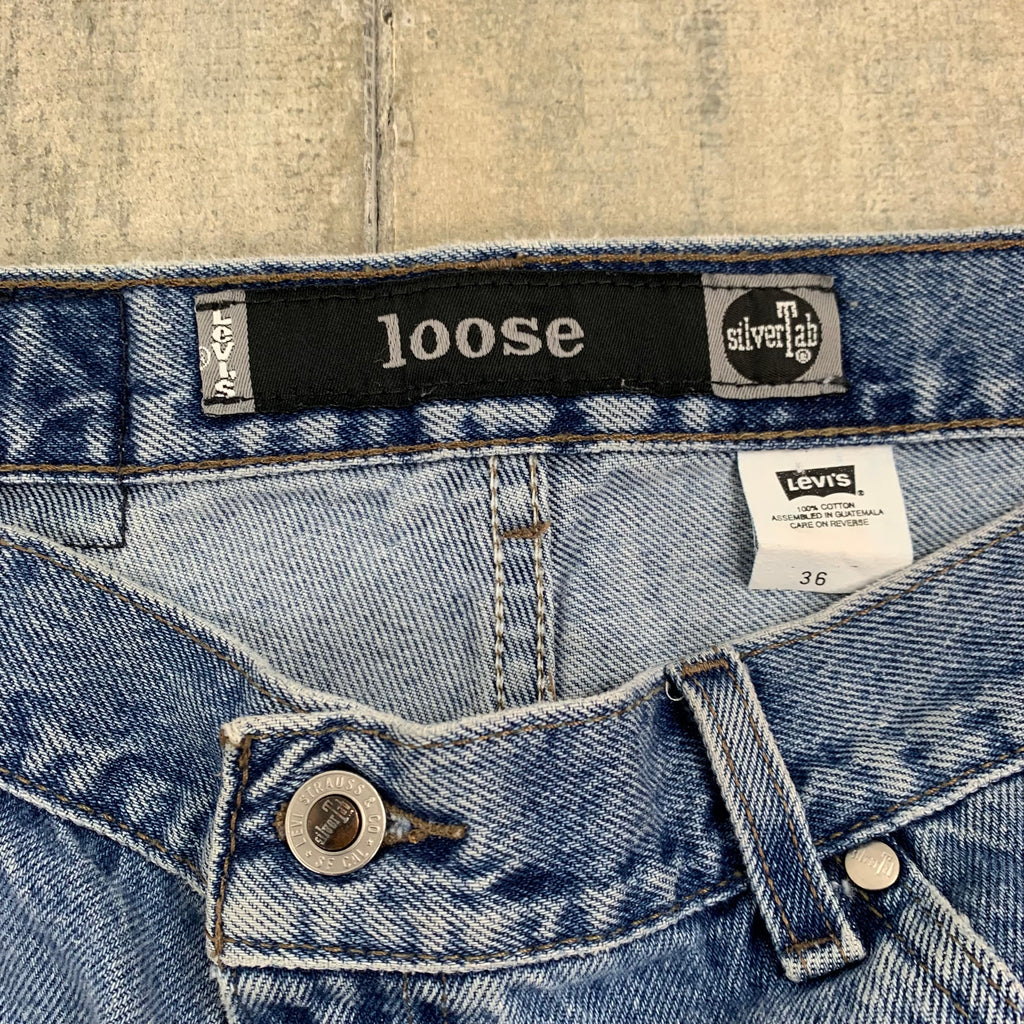 LEVI'S ®
loose
silverTab ®
LEVI'S ®
100% COTTON
ASSEMBLED IN GUATEMALA
CARE ON REVERSE
36
LEVI STRAUSS & CO
SF CAL
silverTab
silverTab